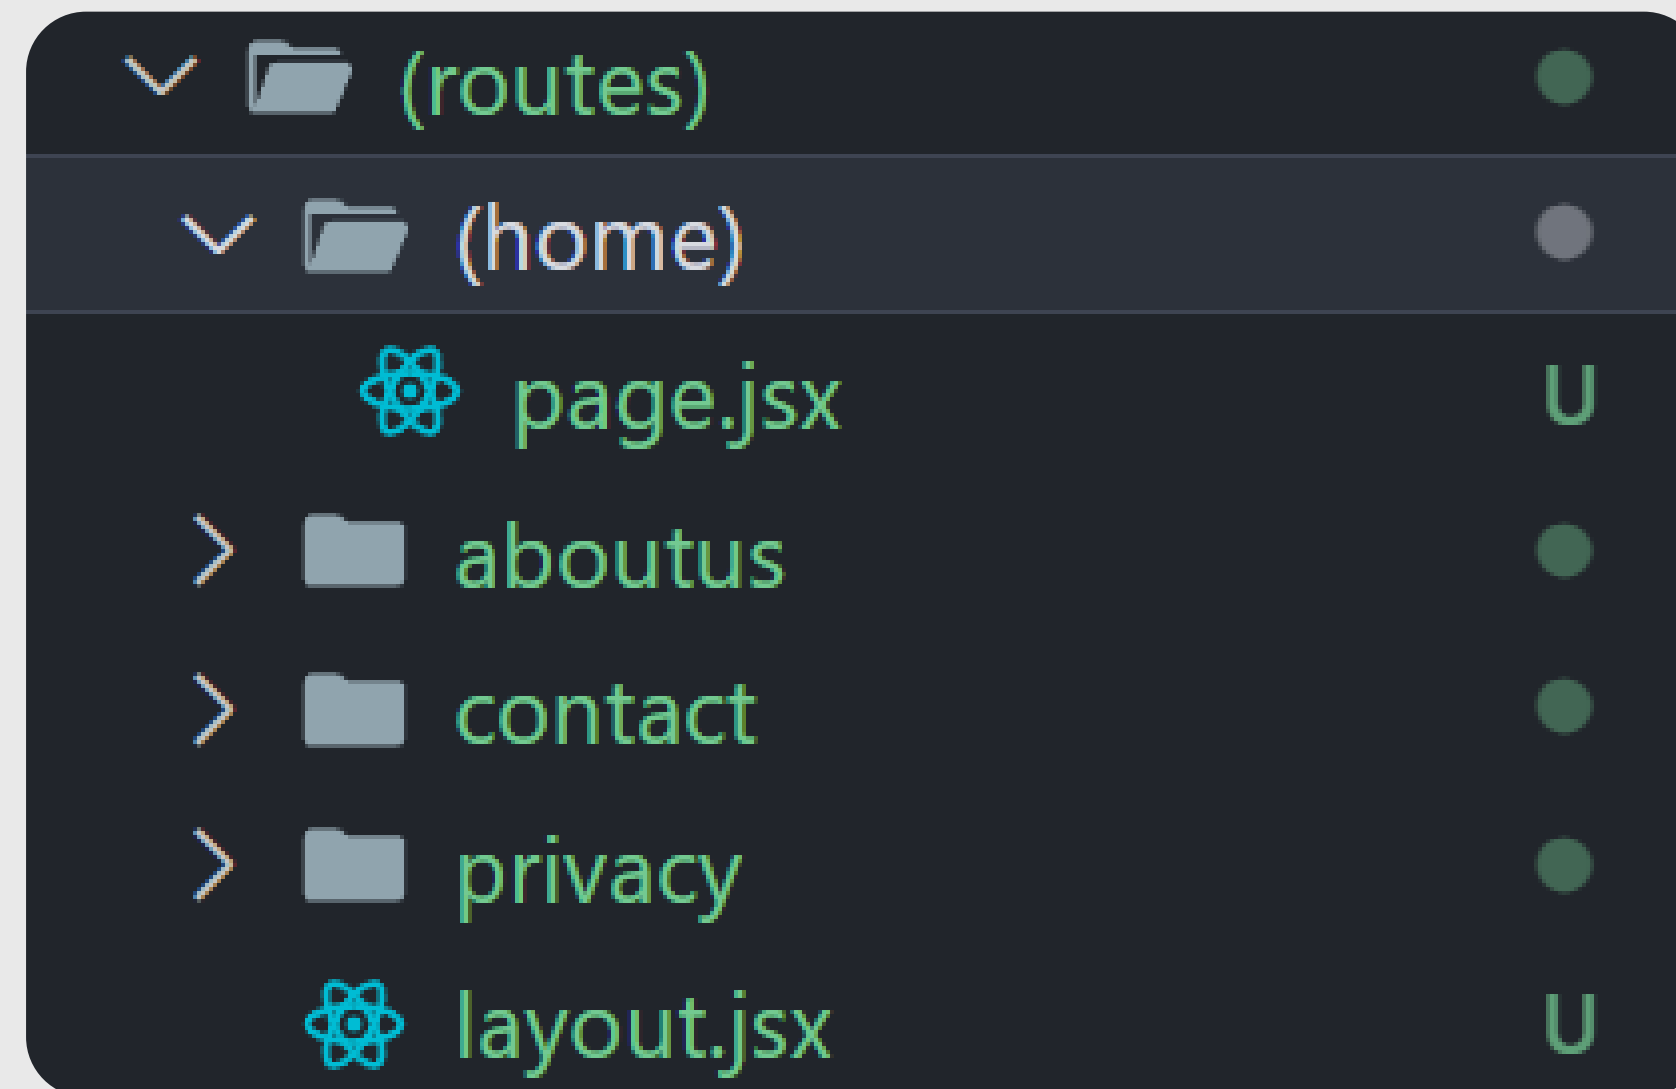 (routes)
(home)
page.jsx U
aboutus
contact
privacy
layout.jsx U